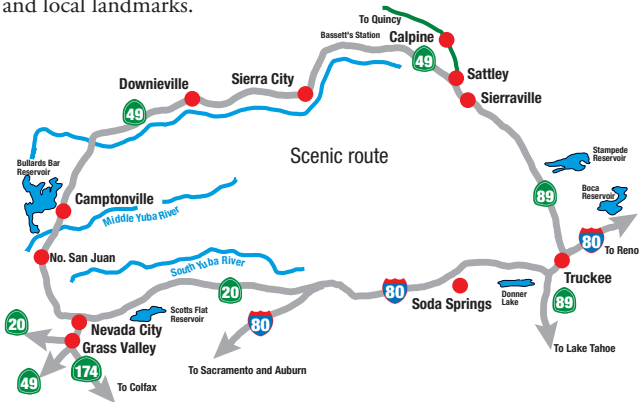 and local landmarks.
To Quincy
Bassett's Station
Calpine
49
Sattley
Sierraville
Downieville
Sierra City
49
Scenic route
Stampede
Reservoir
Boca
Reservoir
Bullards Bar
Reservoir
Camptonville
Middle Yuba River
89
80
To Reno
No. San Juan
South Yuba River
Truckee
20
80
Soda Springs
Donner
Lake
89
Scotts Flat
Reservoir
20
Nevada City
Grass Valley
80
To Lake Tahoe
49
174
To Colfax
To Sacramento and Auburn